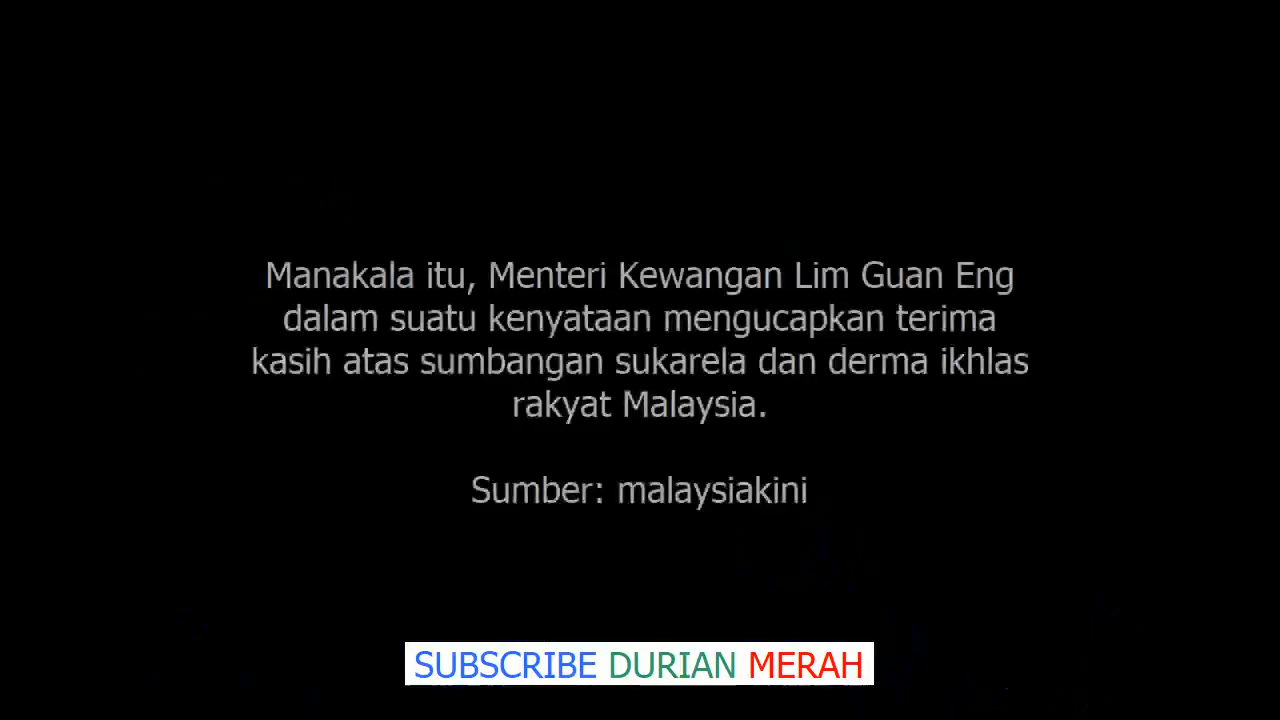 Manakala itu, Menteri Kewangan Lim Guan Eng
dalam suatu kenyataan mengucapkan terima
kasih atas sumbangan sukarela dan derma ikhlas
rakyat Malaysia.
Sumber: malaysiakini
SUBSCRIBE DURIAN MERAH